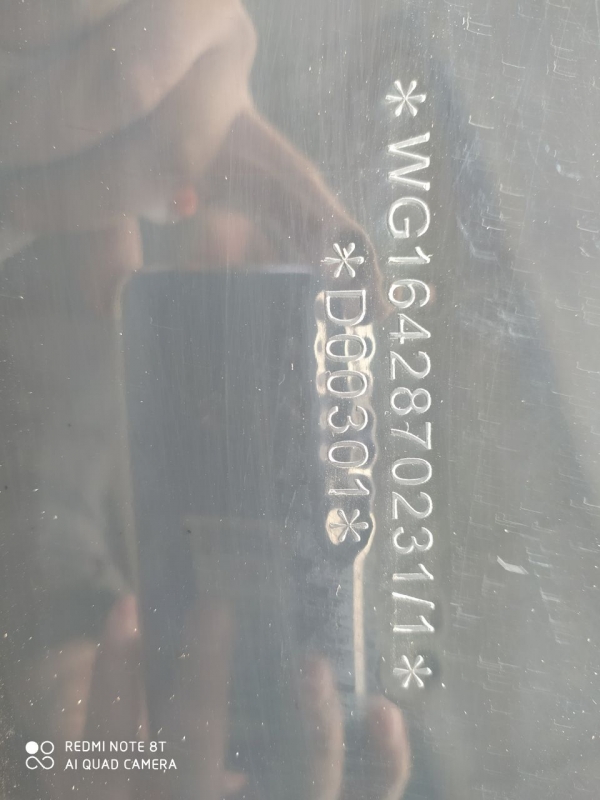 *WG1642870231/1*
*D00301*
REDMI NOTE 8T
AI QUAD CAMERA